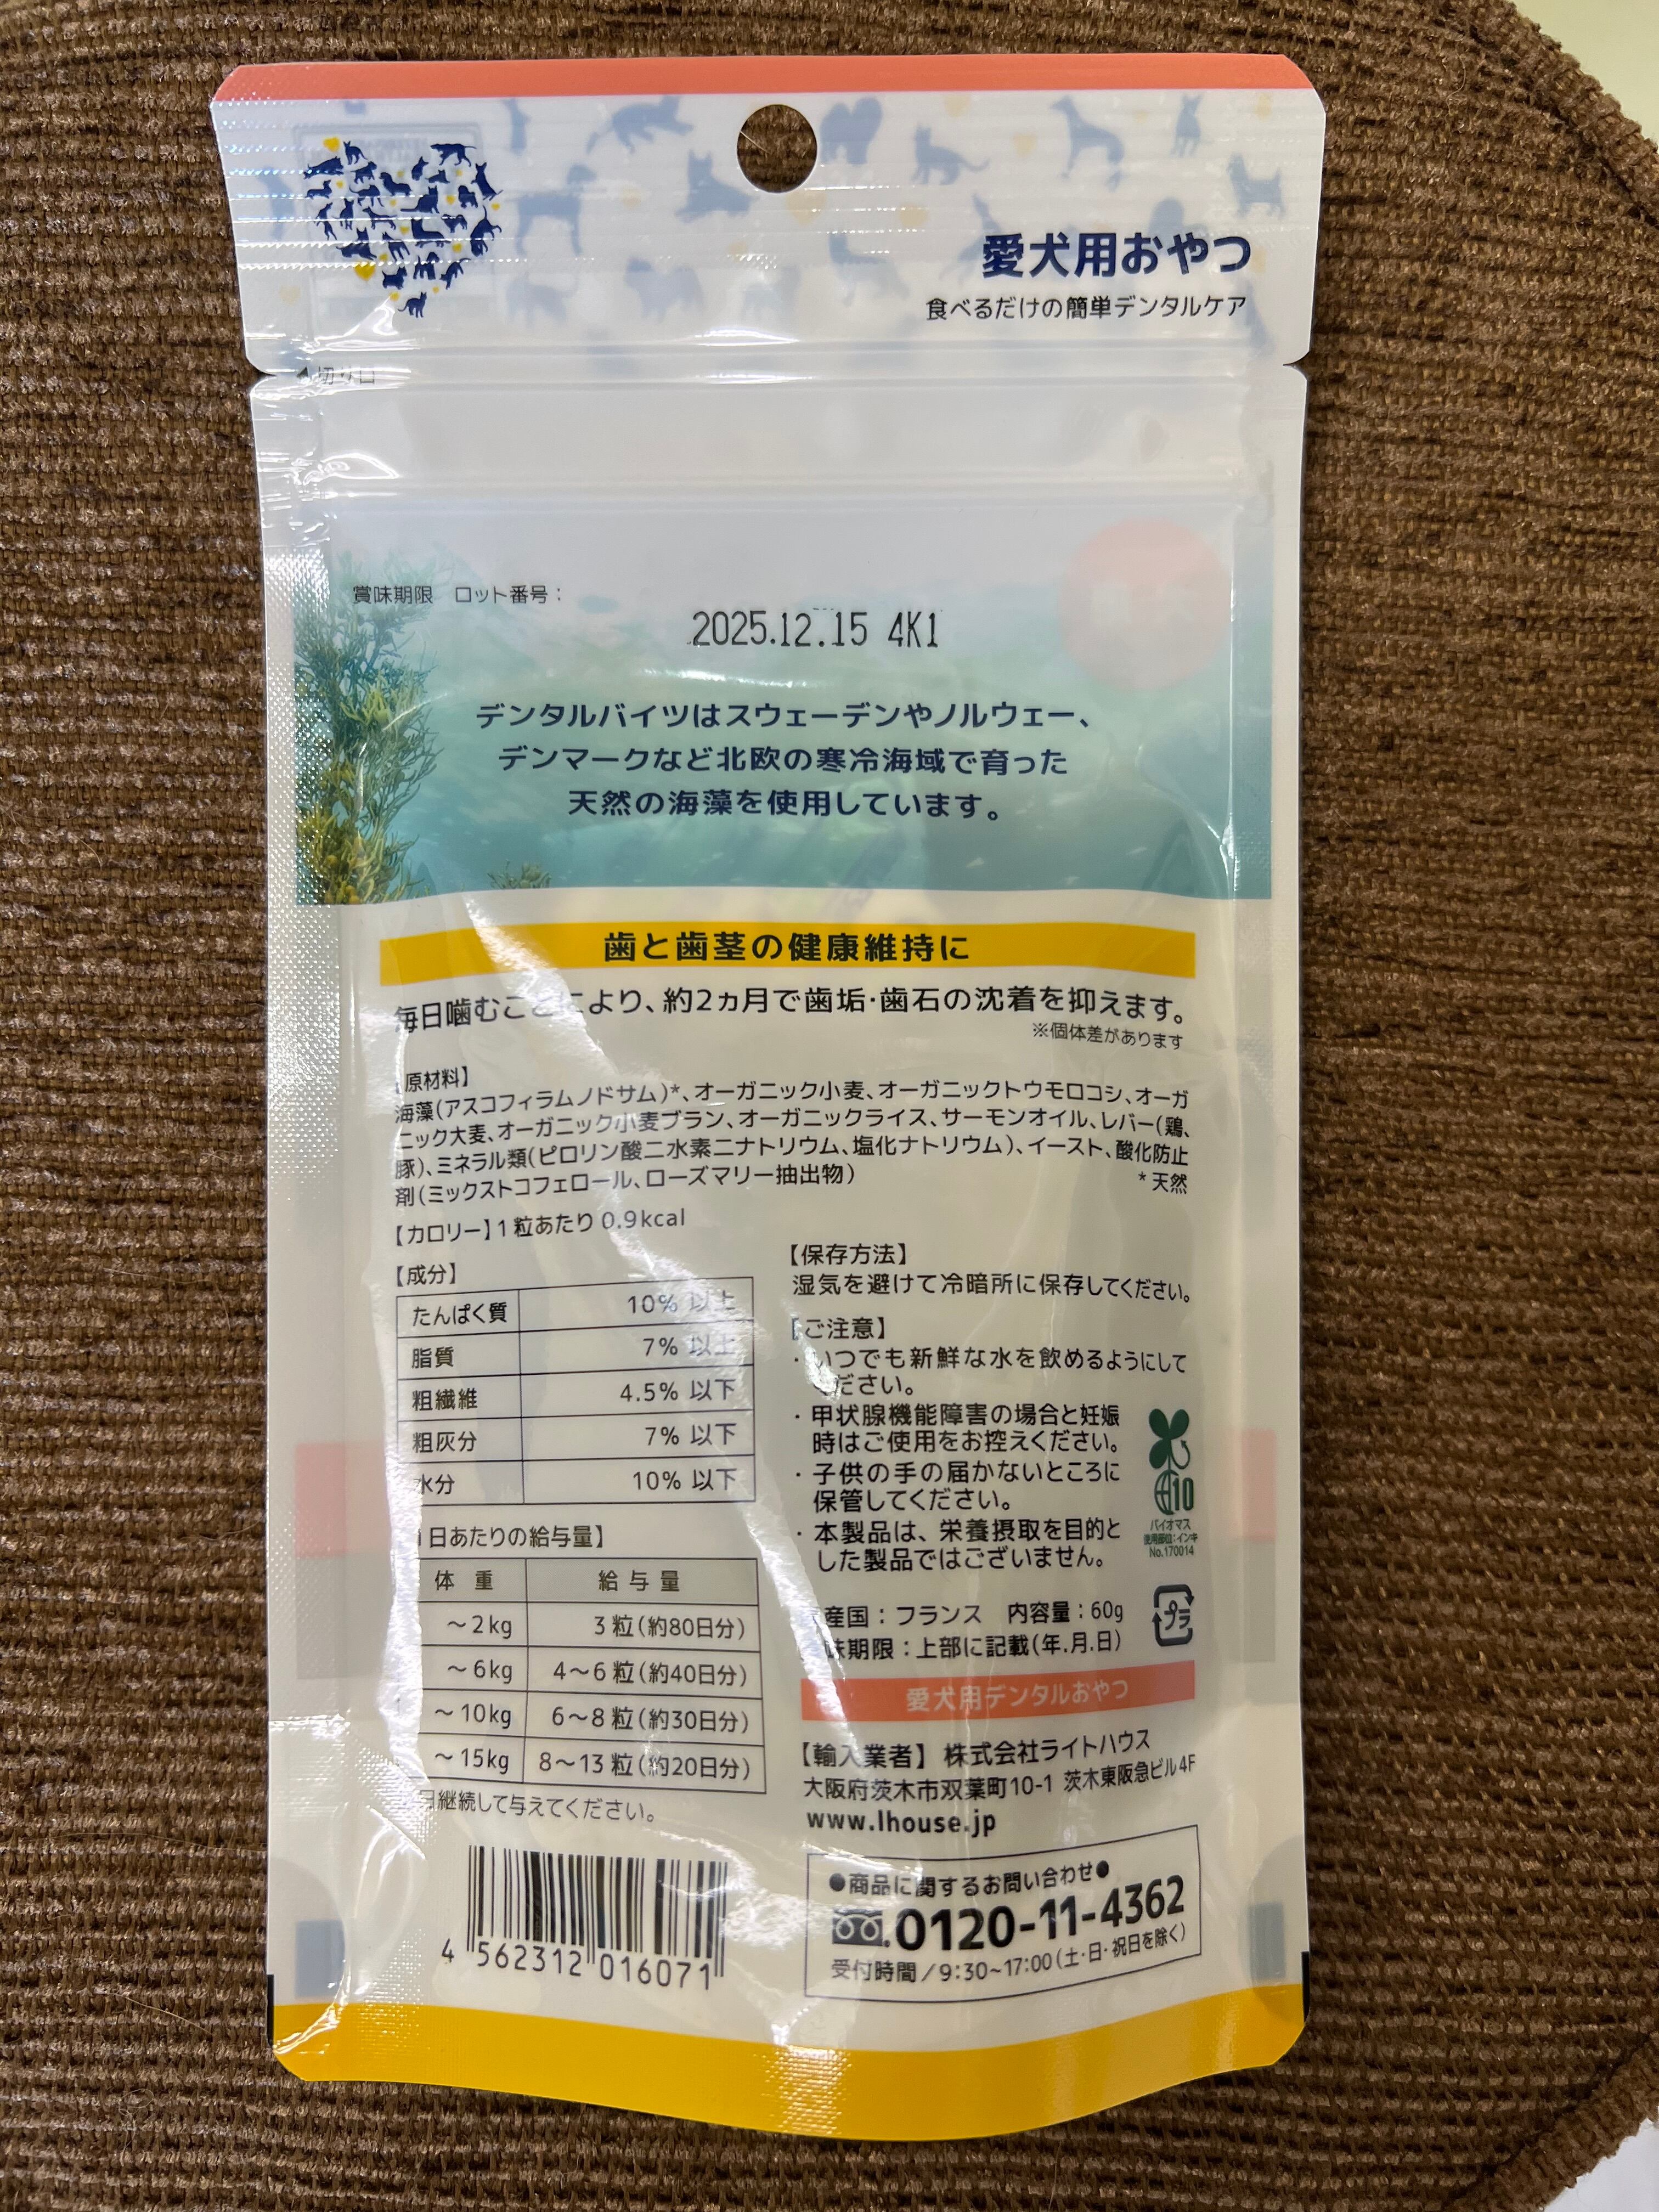 愛犬用おやつ
食べるだけの簡単デンタルケア
切り口
賞味期限 ロット番号：
2025.12.15 4K1
デンタルバイツはスウェーデンやノルウェー、
デンマークなど北欧の寒冷海域で育った
天然の海藻を使用しています。
歯と歯茎の健康維持に
毎日噛むことにより、約2ヵ月で歯垢・歯石の沈着を抑えます。
※個体差があります
【原材料】
海藻（アスコフィラムノドサム）*、オーガニック小麦、オーガニックトウモロコシ、オーガ
ニック大麦、オーガニック小麦ブラン、オーガニックライス、サーモンオイル、レバー（鶏、
豚）、ミネラル類（ピロリン酸二水素二ナトリウム、塩化ナトリウム）、イースト、酸化防止
剤（ミックストコフェロール、ローズマリー抽出物） *天然
【カロリー】1粒あたり0.9kcal
【成分】
たんぱく質 10% 以上
脂質 7% 以上
粗繊維 4.5% 以下
粗灰分 7% 以下
水分 10% 以下
1日あたりの給与量】
体重 給与量
～2kg 3粒（約80日分）
～6kg 4～6粒（約40日分）
～10kg 6～8粒（約30日分）
～15kg 8～13粒（約20日分）
継続して与えてください。
4 562312 016071
【保存方法】
湿気を避けて冷暗所に保存してください。
【ご注意】
・いつでも新鮮な水を飲めるようにして
ください。
・甲状腺機能障害の場合と妊娠
時はご使用をお控えください。
・子供の手の届かないところに
保管してください。
・本製品は、栄養摂取を目的と
した製品ではございません。
10
バイオマス
使用部位：インキ
No.170014
産国：フランス 内容量：60g
味期限：上部に記載（年.月.日）
プラ
愛犬用デンタルおやつ
【輸入業者】 株式会社ライトハウス
大阪府茨木市双葉町10-1 茨木東阪急ビル4F
www.lhouse.jp
●商品に関するお問い合わせ●
0120-11-4362
受付時間／9:30~17:00（土・日・祝日を除く）